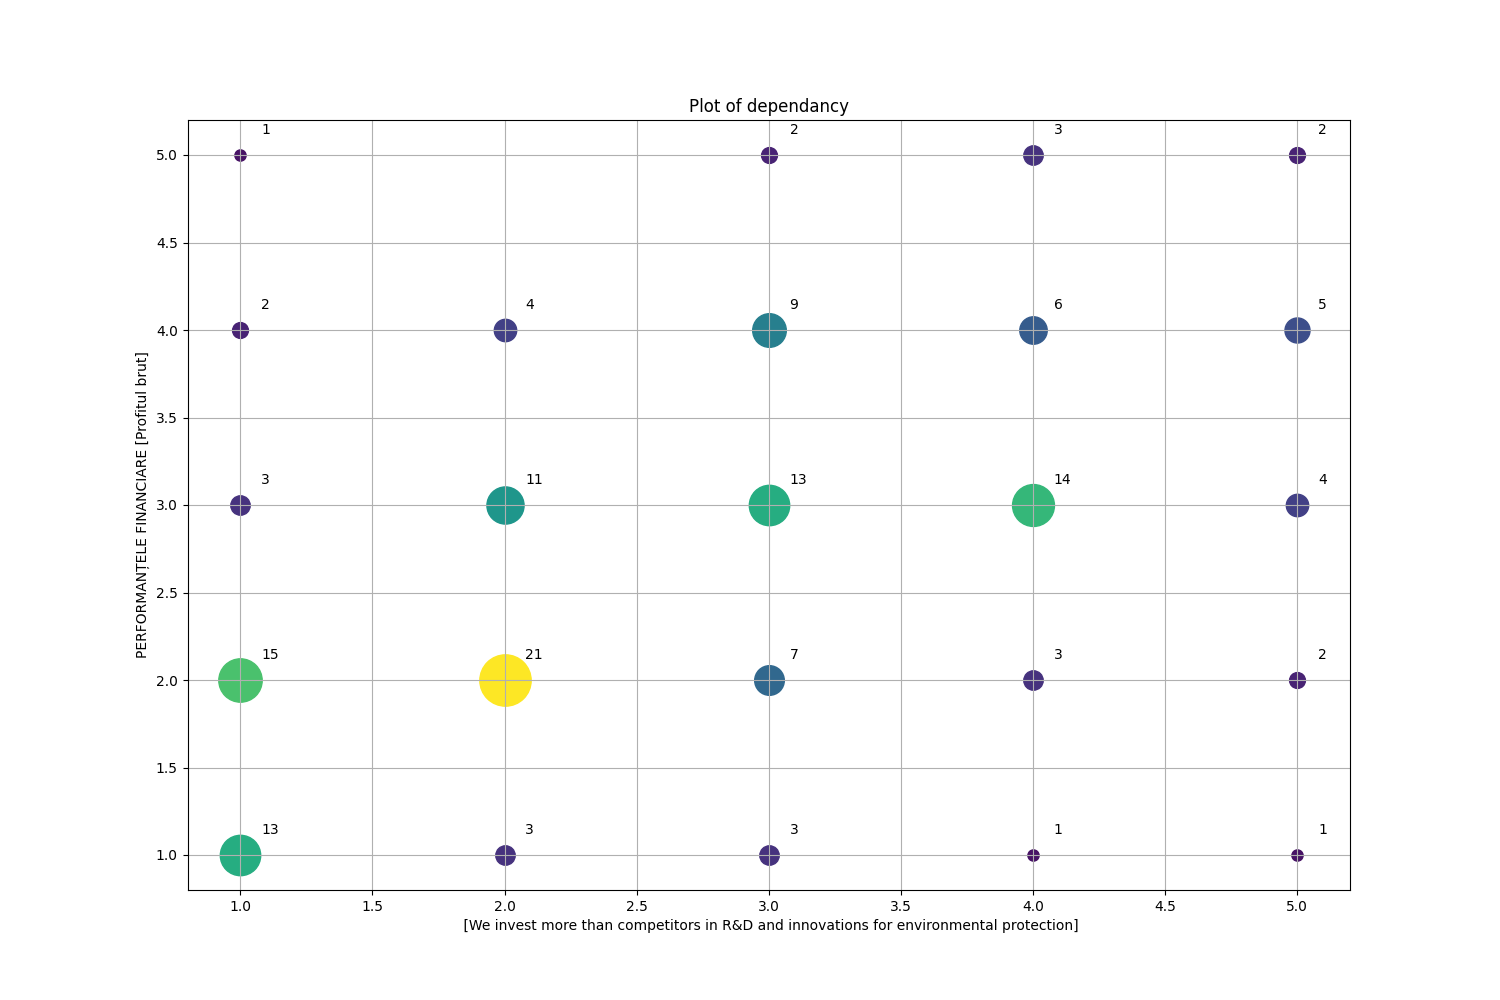 Plot of dependancy
1 2 3 2
5.0
4.5
2 4 9 6 5
4.0
3.5
3 11 13 14 4
3.0
2.5
15 21 7 3 2
2.0
1.5
13 3 3 1 1
1.0
PERFORMANȚELE FINANCIARE [Profitul brut]
1.0 1.5 2.0 2.5 3.0 3.5 4.0 4.5 5.0
[We invest more than competitors in R&D and innovations for environmental protection]